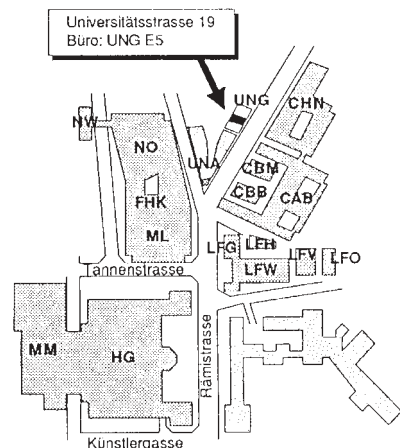 Universitätsstrasse 19
Büro: UNG E5
UNG
CHN
NW
NO
UNA
CBM
CBB
CAB
FHK
ML
LFG
LEH
LFW
LFV
LFO
Tannenstrasse
MM
HG
Rämistrasse
Künstlergasse